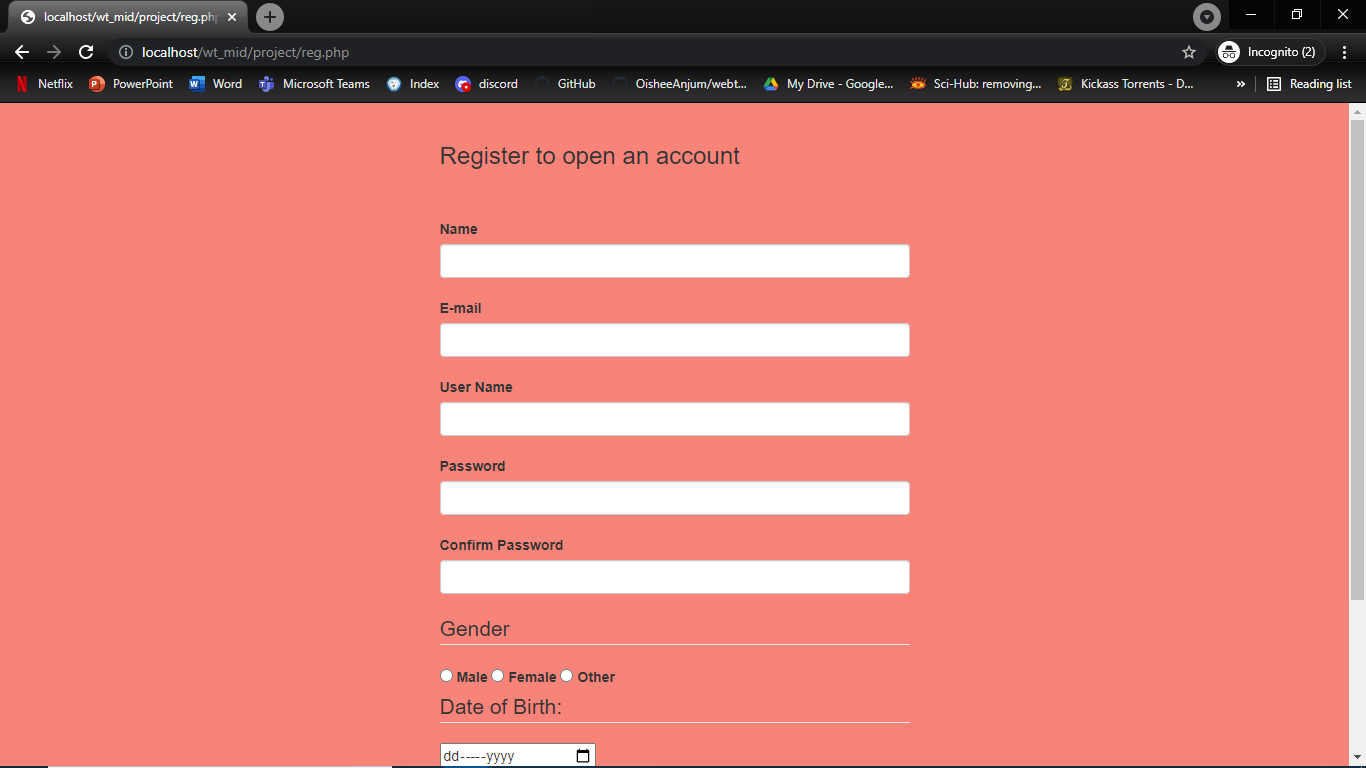 localhost/wt_mid/project/reg.php
localhost/wt_mid/project/reg.php
Incognito (2)
Netflix PowerPoint Word Microsoft Teams Index discord GitHub OisheeAnjum/webt... My Drive - Google... Sci-Hub: removing... Kickass Torrents - D... » Reading list
Register to open an account
Name
E-mail
User Name
Password
Confirm Password
Gender
Male Female Other
Date of Birth:
dd-----yyyy